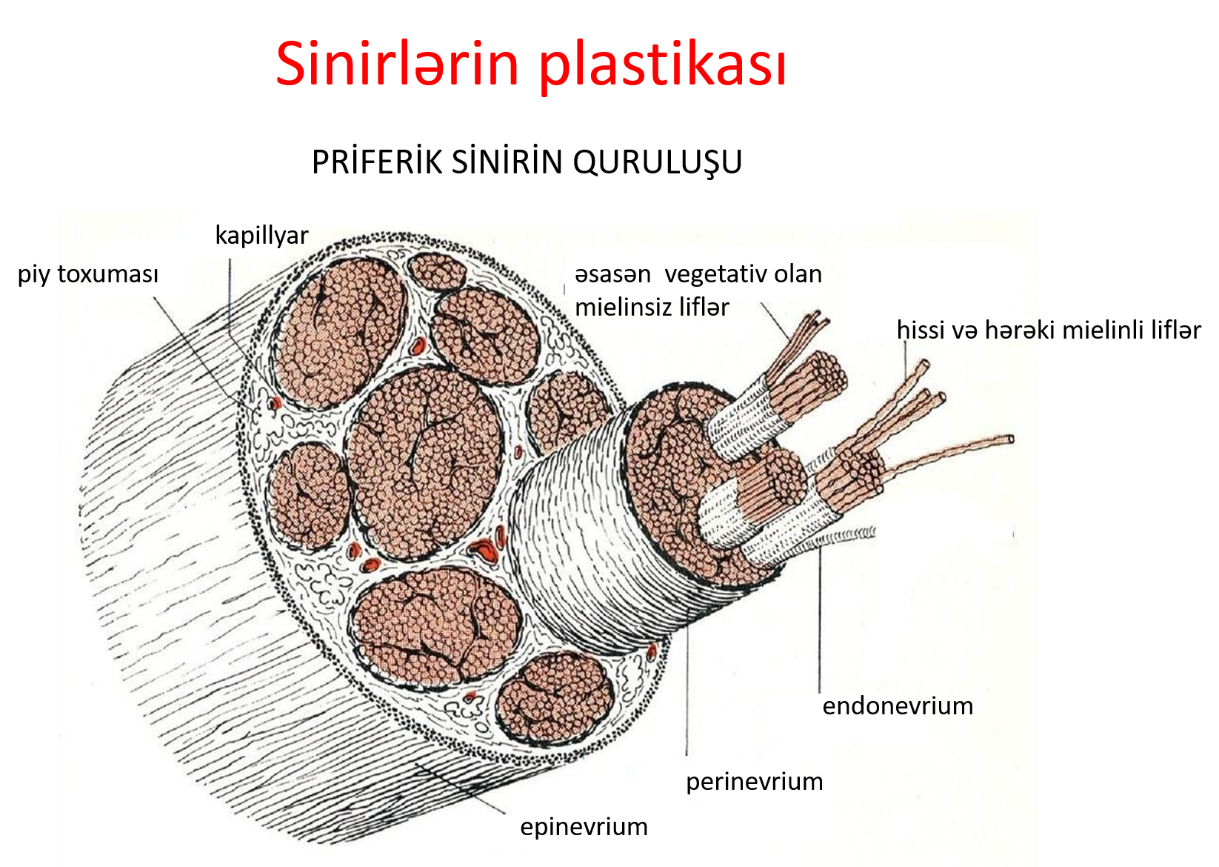 Sinirlərin plastikası
PRİFERİK SİNİRİN QURULUŞU
kapillyar
piy toxuması
əsasən vegetativ olan
mielinsiz liflər
hissi və hərəki mielinli liflər
endonevrium
perinevrium
epinevrium